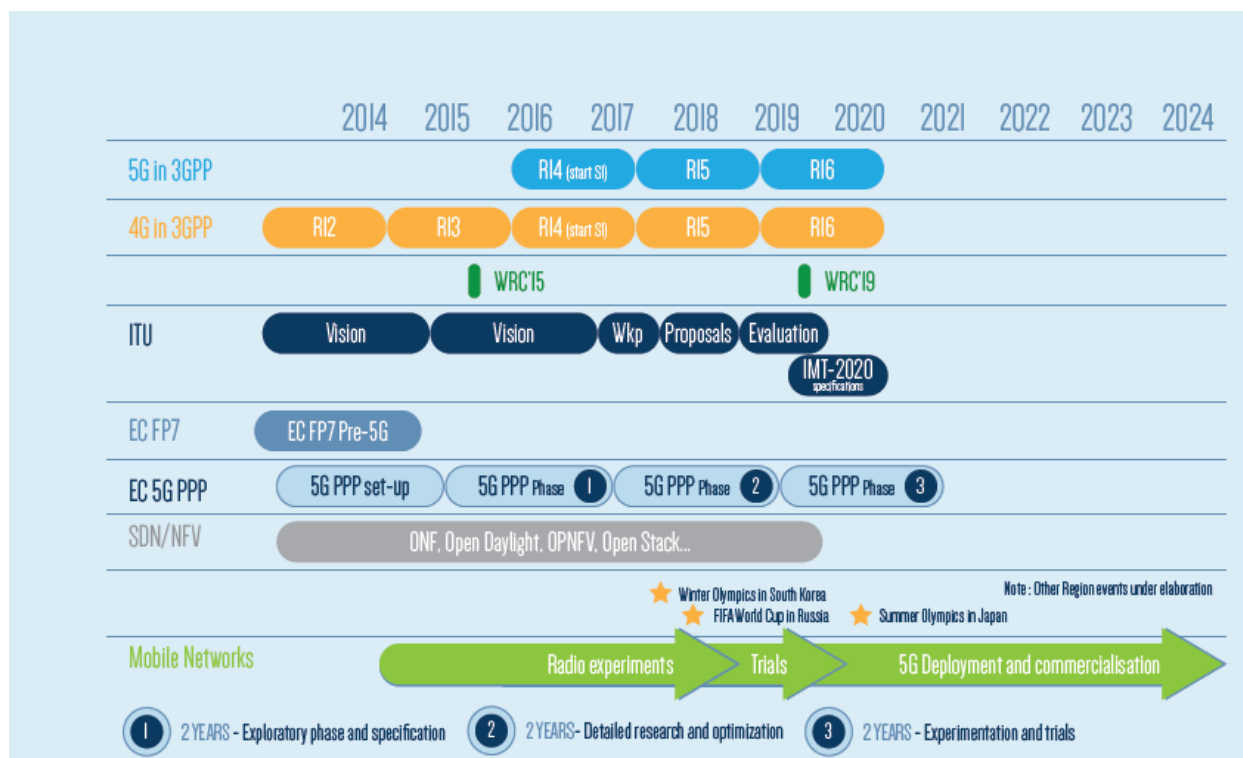 2014 2015 2016 2017 2018 2019 2020 2021 2022 2023 2024
5G in 3GPP R14 (start SI) R15 R16
4G in 3GPP R12 R13 R14 (start SI) R15 R16
WRC'15 WRC'19
ITU Vision Vision Wkp Proposals Evaluation
IMT-2020
specifications
EC FP7 EC FP7 Pre-5G
EC 5G PPP 5G PPP set-up 5G PPP Phase 1 5G PPP Phase 2 5G PPP Phase 3
SDN/NFV ONF, Open Daylight, OPNFV, Open Stack...
Winter Olympics in South Korea Note : Other Region events under elaboration
FIFA World Cup in Russia Summer Olympics in Japan
Mobile Networks Radio experiments Trials 5G Deployment and commercialisation
1 2 YEARS - Exploratory phase and specification 2 2 YEARS- Detailed research and optimization 3 2 YEARS - Experimentation and trials